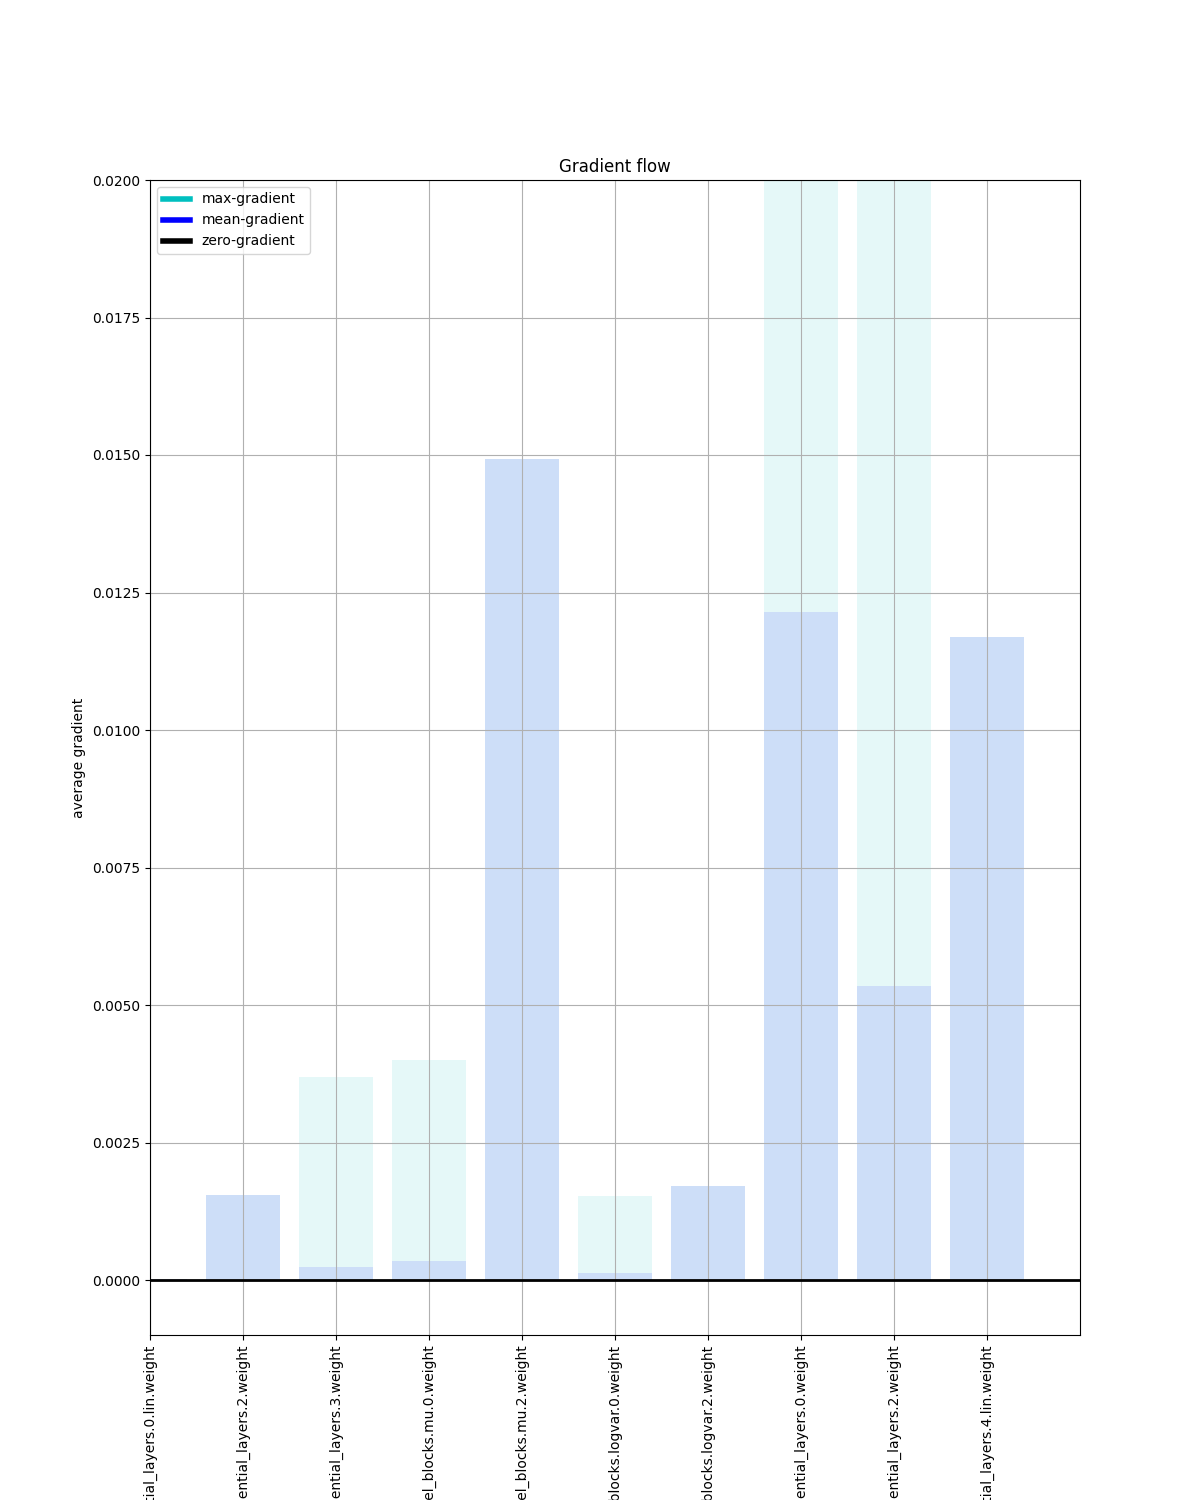 Gradient flow
max-gradient
mean-gradient
zero-gradient
0.0200
0.0175
0.0150
0.0125
0.0100
0.0075
0.0050
0.0025
0.0000
average gradient
tial_layers.0.lin.weight
ential_layers.2.weight
ential_layers.3.weight
el_blocks.mu.0.weight
el_blocks.mu.2.weight
blocks.logvar.0.weight
blocks.logvar.2.weight
ential_layers.0.weight
ential_layers.2.weight
tial_layers.4.lin.weight